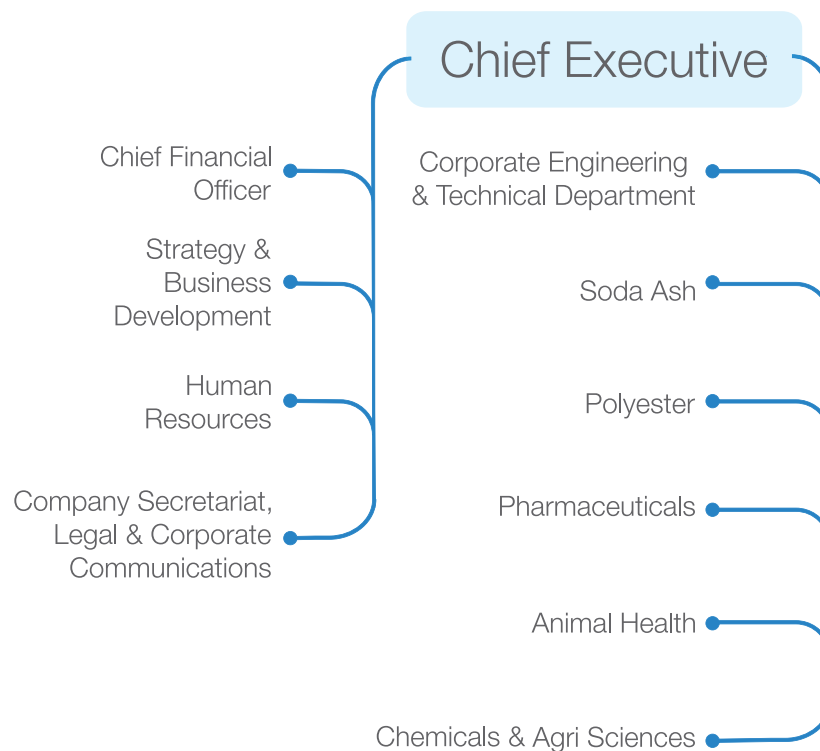 Chief Executive
Chief Financial
Officer
Strategy &
Business
Development
Human
Resources
Company Secretariat,
Legal & Corporate
Communications
Corporate Engineering
& Technical Department
Soda Ash
Polyester
Pharmaceuticals
Animal Health
Chemicals & Agri Sciences